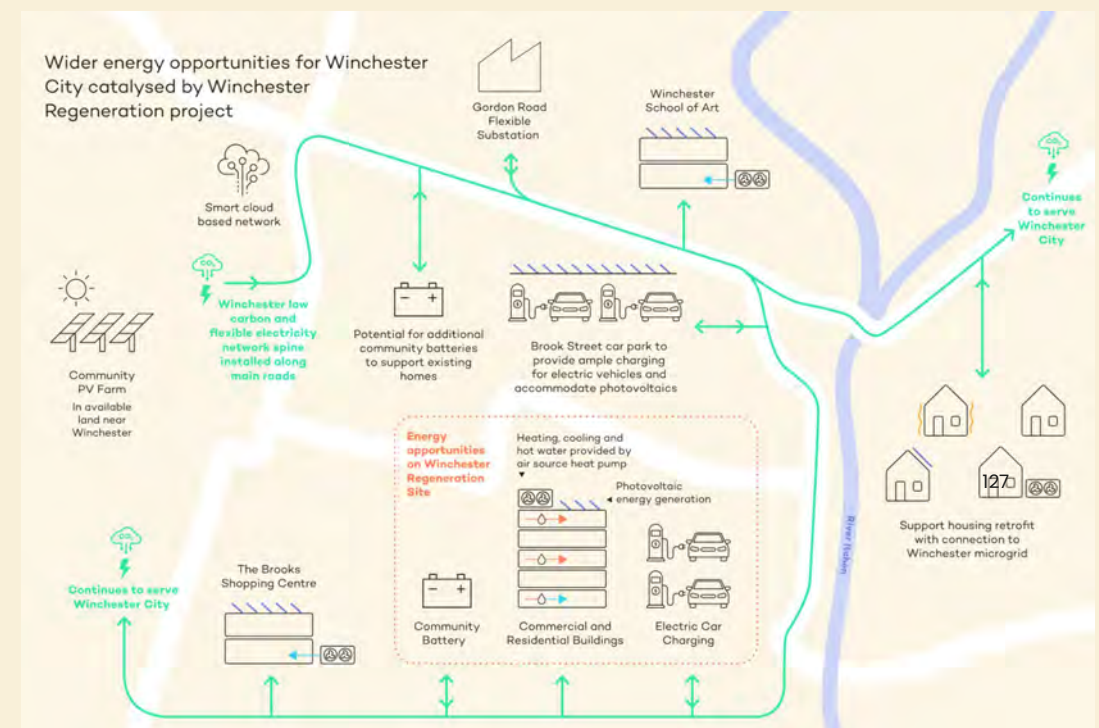 Wider energy opportunities for Winchester
City catalysed by Winchester
Regeneration project
Gordon Road
Flexible
Substation
Winchester
School of Art
Smart cloud
based network
CO₂
Continues
to serve
Winchester
City
CO₂
Winchester low
carbon and
flexible electricity
network spine
installed along
main roads
Community
PV Farm
In available
land near
Winchester
Potential for additional
community batteries
to support existing
homes
Brook Street car park to
provide ample charging
for electric vehicles and
accommodate photovoltaics
Energy
opportunities
on Winchester
Regeneration
Site
Heating, cooling and
hot water provided by
air source heat pump
Photovoltaic
energy generation
127
Support housing retrofit
with connection to
Winchester microgrid
River Itchen
CO₂
Continues to serve
Winchester City
The Brooks
Shopping Centre
Community
Battery
Commercial and
Residential Buildings
Electric Car
Charging